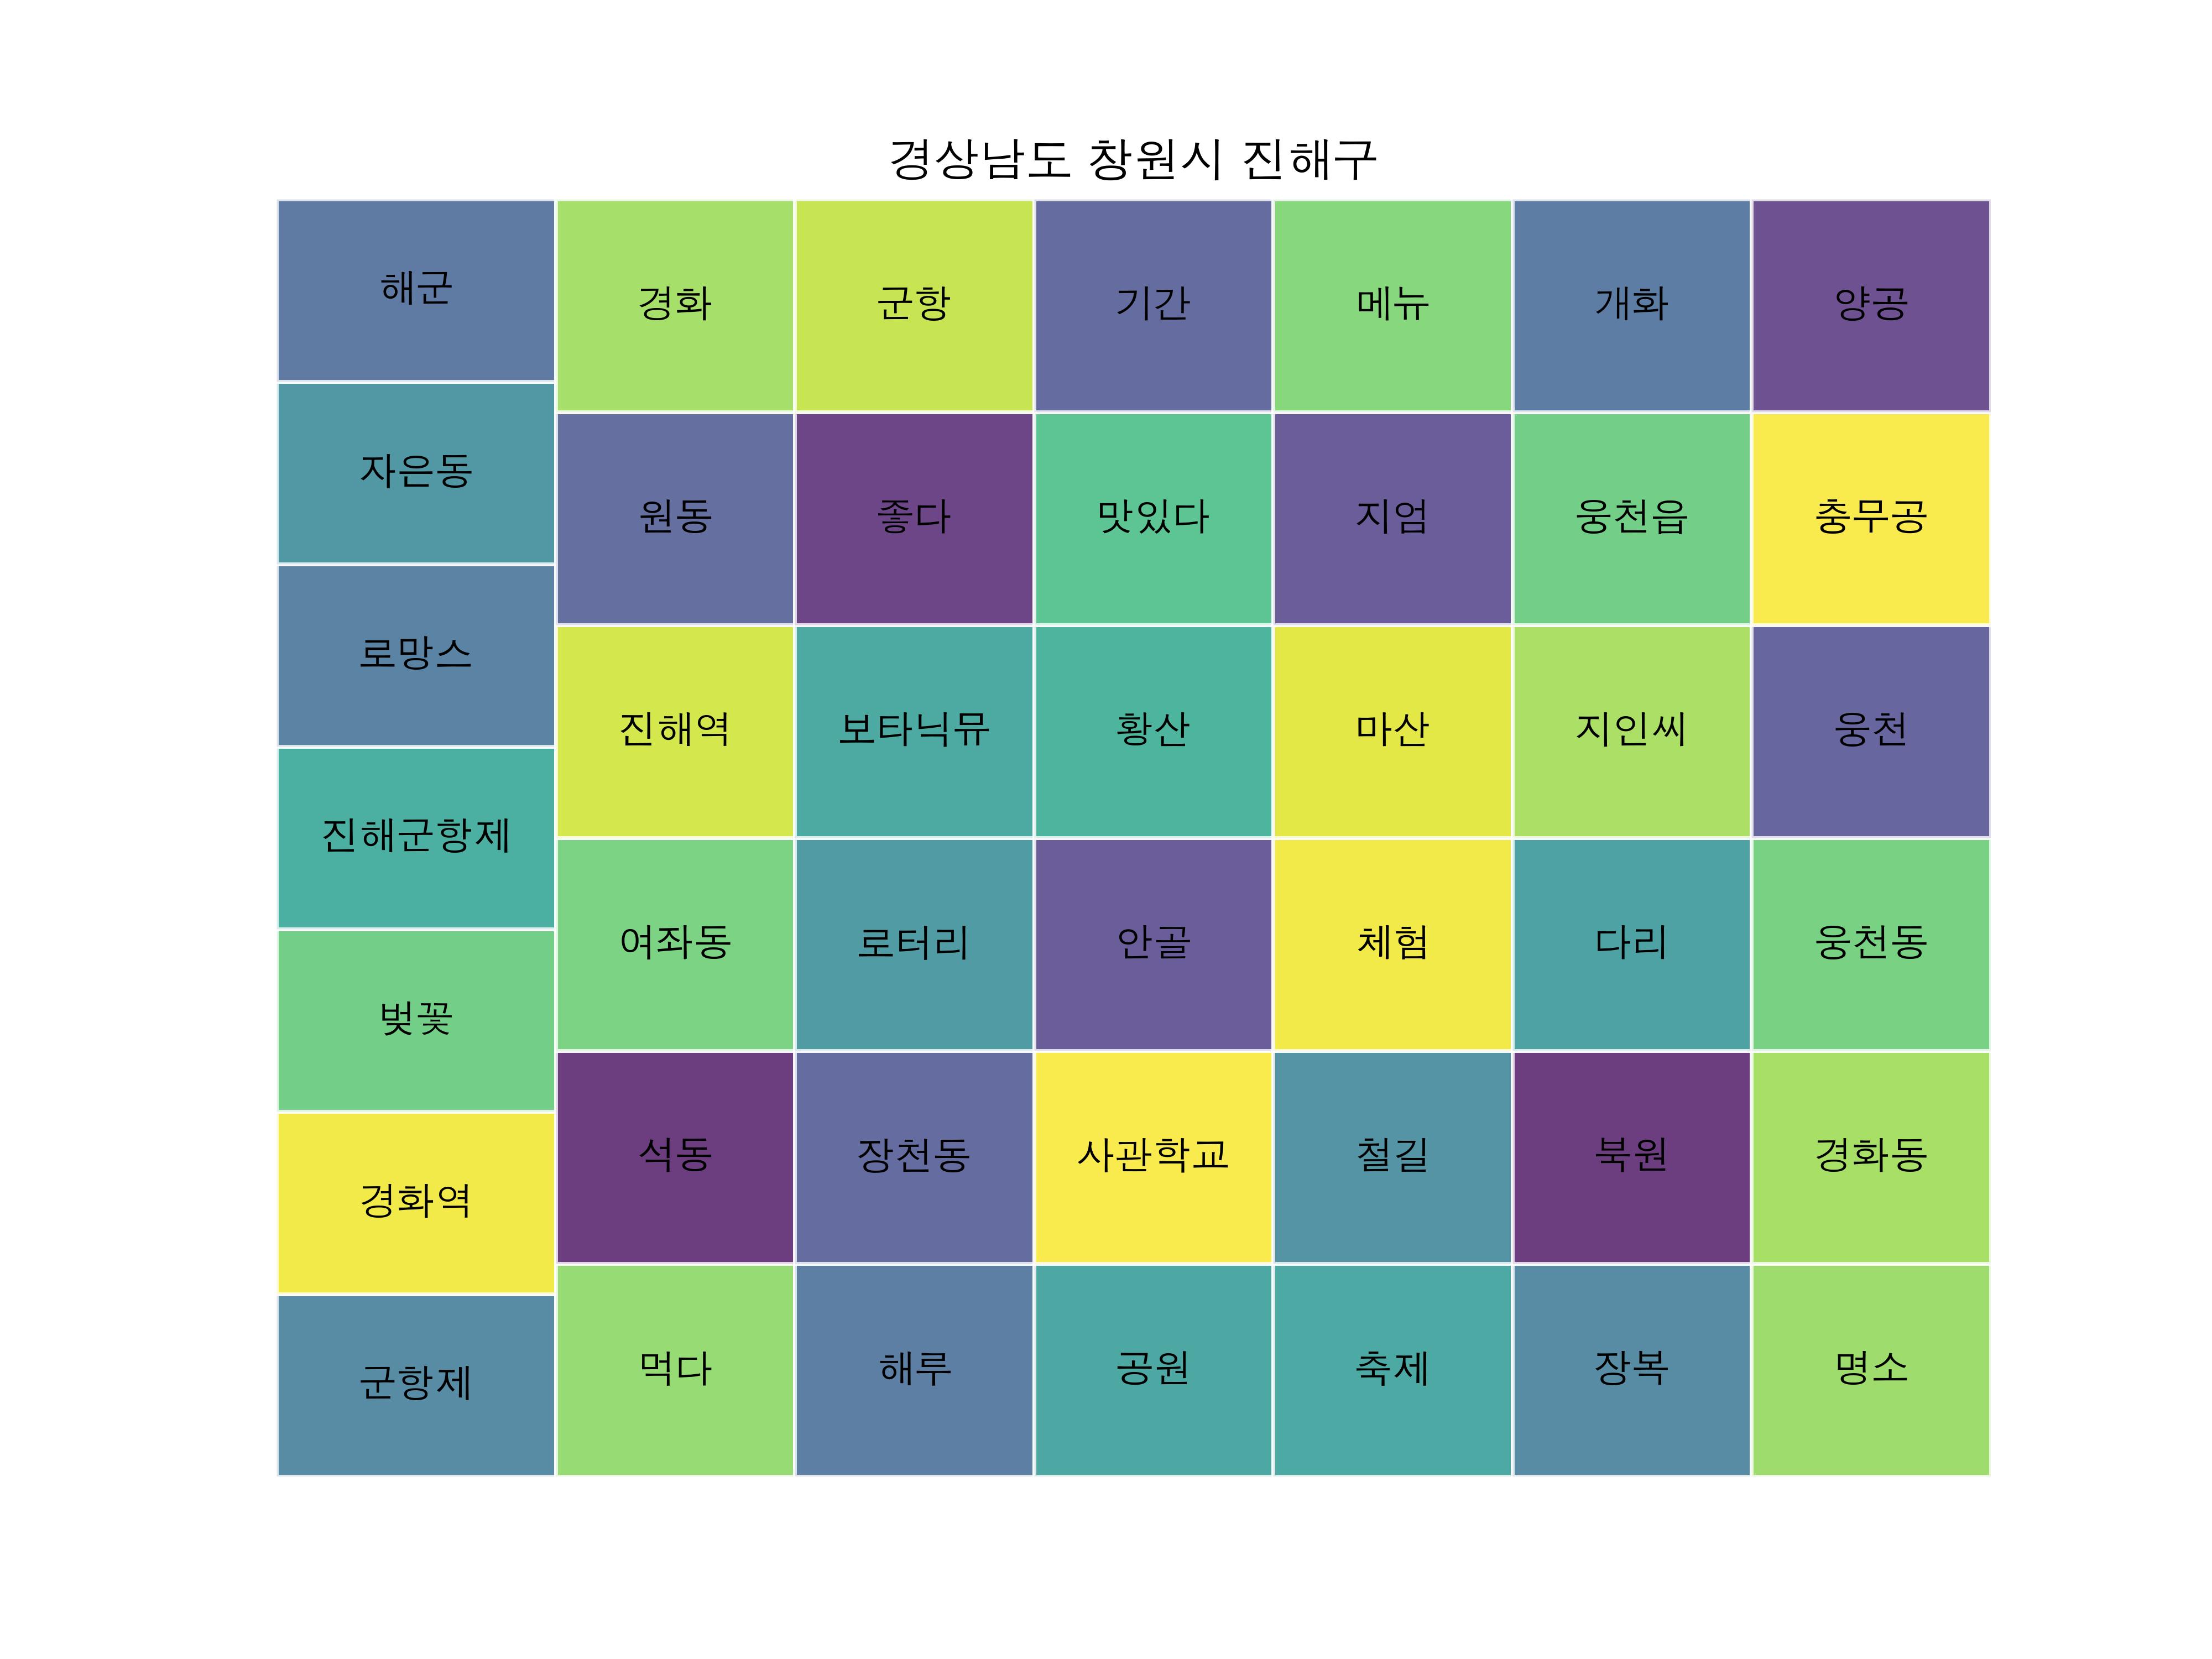 경상남도 창원시 진해구
해군
경화
군항
기간
메뉴
개화
양공
자은동
원동
좋다
맛있다
지엄
웅천읍
충무공
로망스
진해역
보타닉뮤
황산
마산
지인씨
웅천
진해군항제
여좌동
로터리
안골
체험
다리
웅천동
벚꽃
석동
장천동
사관학교
철길
북원
경화동
경화역
먹다
해루
공원
축제
장복
명소
군항제